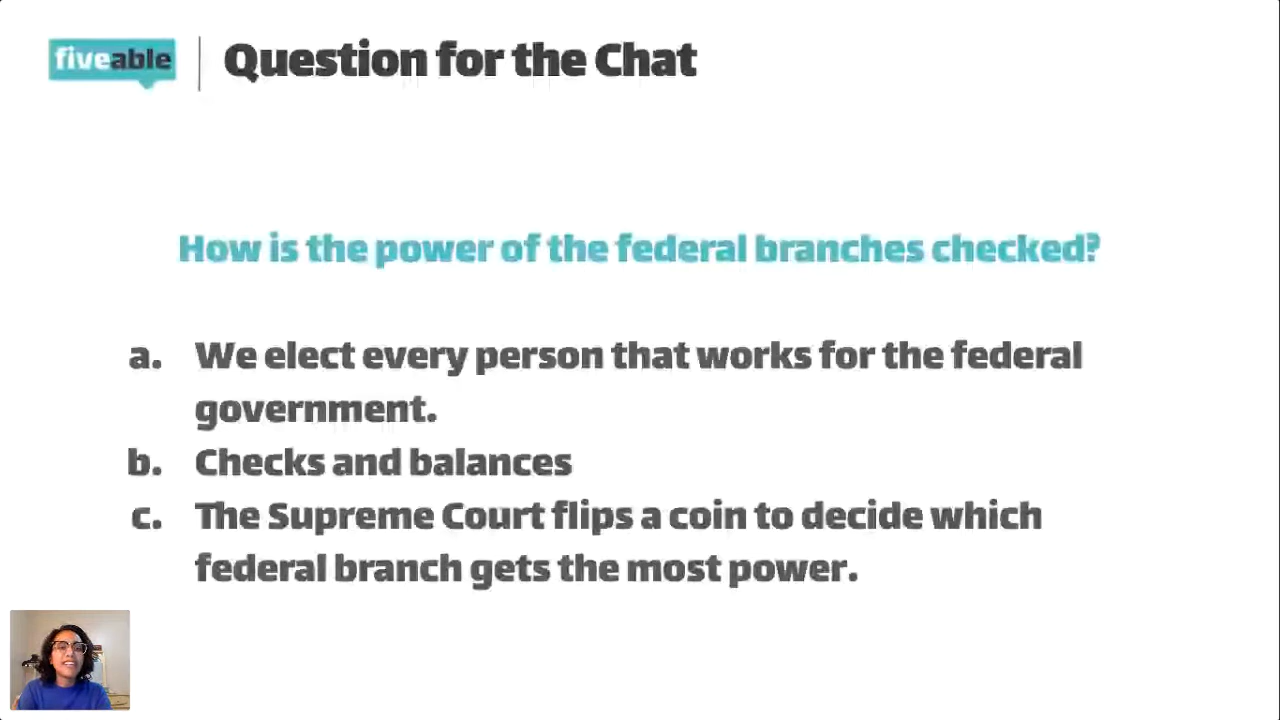 fiveable
Question for the Chat
How is the power of the federal branches checked?
a. We elect every person that works for the federal
government.
b. Checks and balances
c. The Supreme Court flips a coin to decide which
federal branch gets the most power.